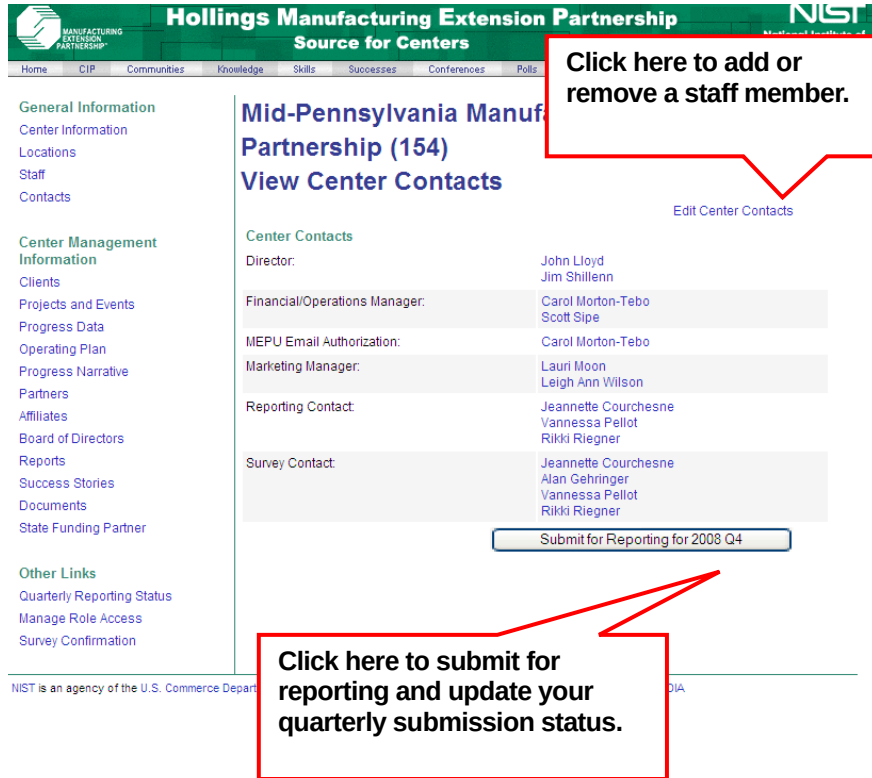 MANUFACTURING
EXTENSION
PARTNERSHIP
Hollings Manufacturing Extension Partnership
Source for Centers
NIST
National Institute of
Home CIP Communities Knowledge Skills Successes Conferences Polls
Click here to add or
remove a staff member.
General Information
Center Information
Locations
Staff
Contacts
Center Management
Information
Clients
Projects and Events
Progress Data
Operating Plan
Progress Narrative
Partners
Affiliates
Board of Directors
Reports
Success Stories
Documents
State Funding Partner
Other Links
Quarterly Reporting Status
Manage Role Access
Survey Confirmation
Mid-Pennsylvania
Partnership (154)
View Center Contacts
Edit Center Contacts
Center Contacts
Director: John Lloyd
Jim Shillenn
Financial/Operations Manager: Carol Morton-Tebo
Scott Sipe
MEPU Email Authorization: Carol Morton-Tebo
Marketing Manager: Lauri Moon
Leigh Ann Wilson
Reporting Contact: Jeannette Courchesne
Vannessa Pellot
Rikki Riegner
Survey Contact: Jeannette Courchesne
Alan Gehringer
Vannessa Pellot
Rikki Riegner
Submit for Reporting for 2008 Q4
Click here to submit for
reporting and update your
quarterly submission status.
NIST is an agency of the U.S. Commerce